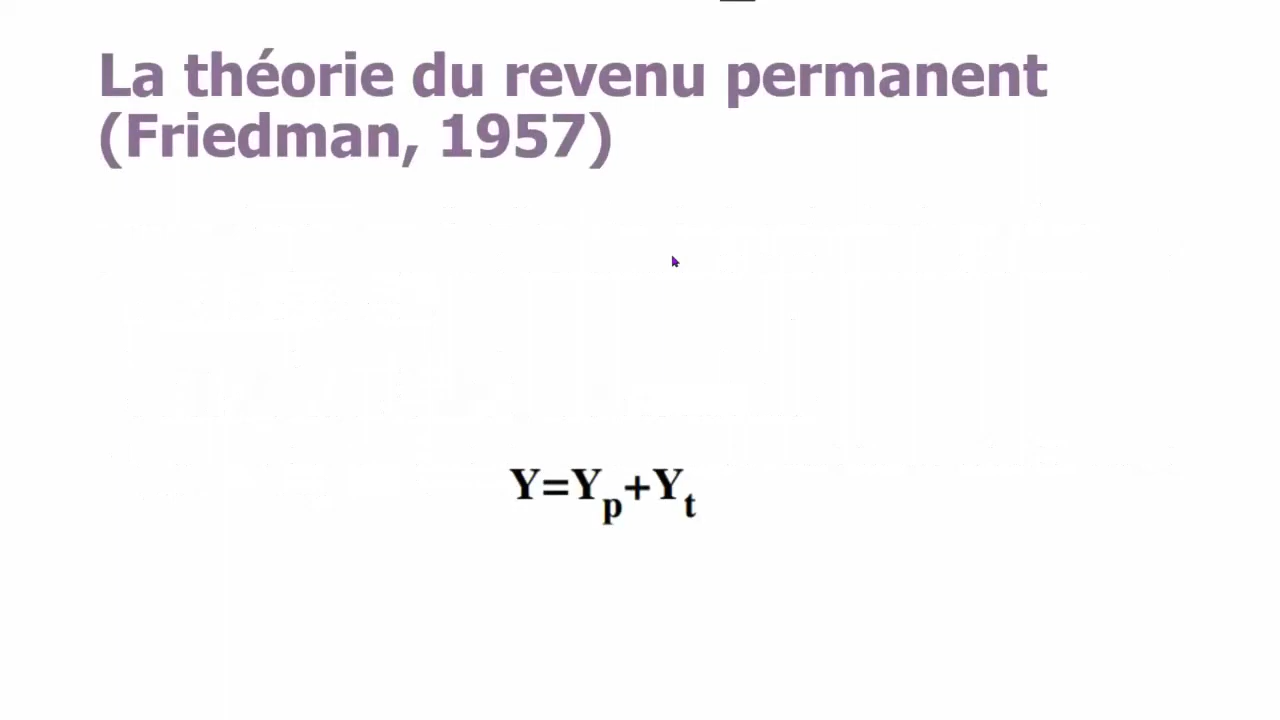 La théorie du revenu permanent
(Friedman, 1957)
Y=Yp+Yt